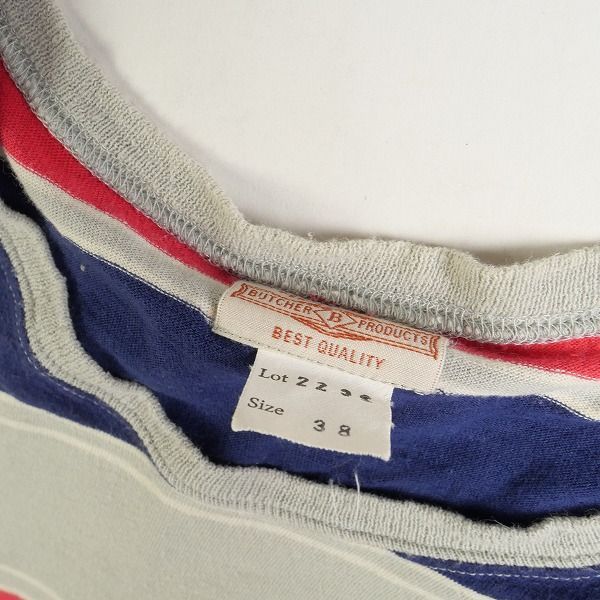 BUTCHER B PRODUCTS
BEST QUALITY
Lot
Size 38